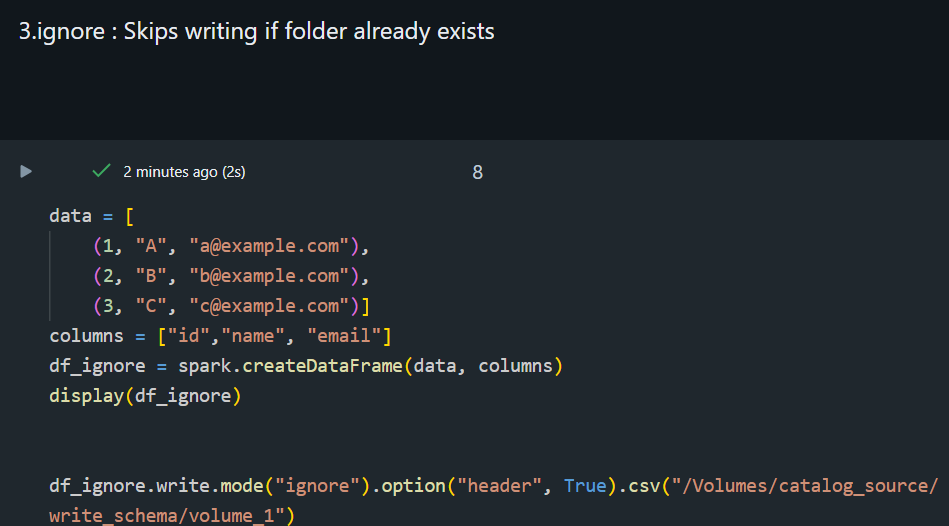 3.ignore : Skips writing if folder already exists
2 minutes ago (2s)
8
data = [
(1, "A", "a@example.com"),
(2, "B", "b@example.com"),
(3, "C", "c@example.com")]
columns = ["id","name", "email"]
df_ignore = spark.createDataFrame(data, columns)
display(df_ignore)
df_ignore.write.mode("ignore").option("header", True).csv("/Volumes/catalog_source/
write_schema/volume_1")